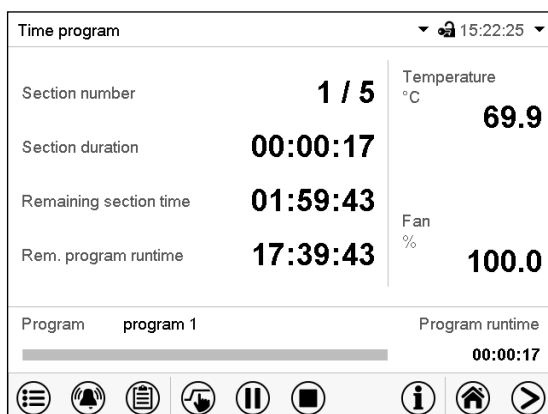 Time program 15:22:25
Section number 1 / 5
Section duration 00:00:17
Remaining section time 01:59:43
Rem. program runtime 17:39:43
Temperature
°C
69.9
Fan
%
100.0
Program program 1 Program runtime
00:00:17